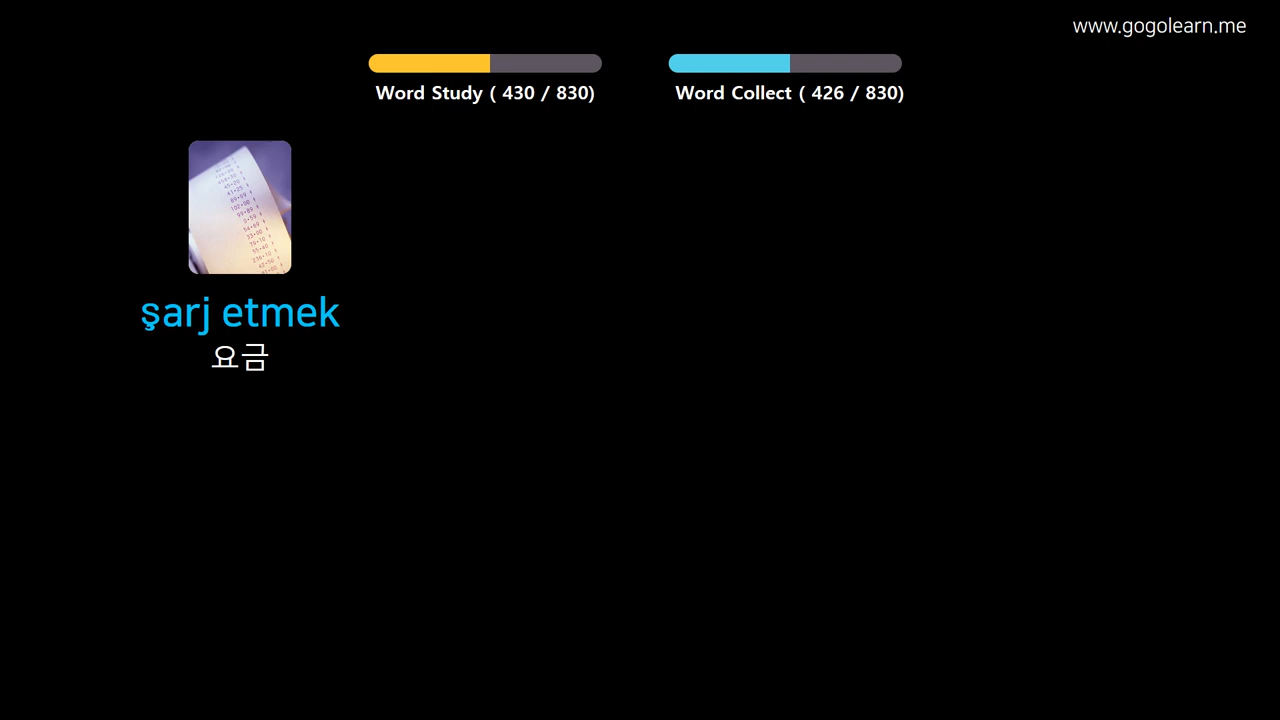 www.gogolearn.me
Word Study ( 430 / 830)
Word Collect ( 426 / 830)
şarj etmek
요금